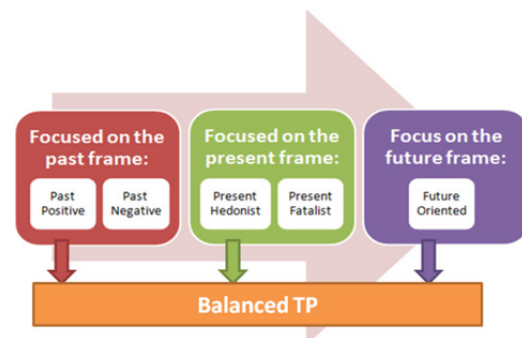 Focused on the
past frame:
Past
Positive
Past
Negative
Focused on the
present frame:
Present
Hedonist
Present
Fatalist
Focus on the
future frame:
Future
Oriented
Balanced TP